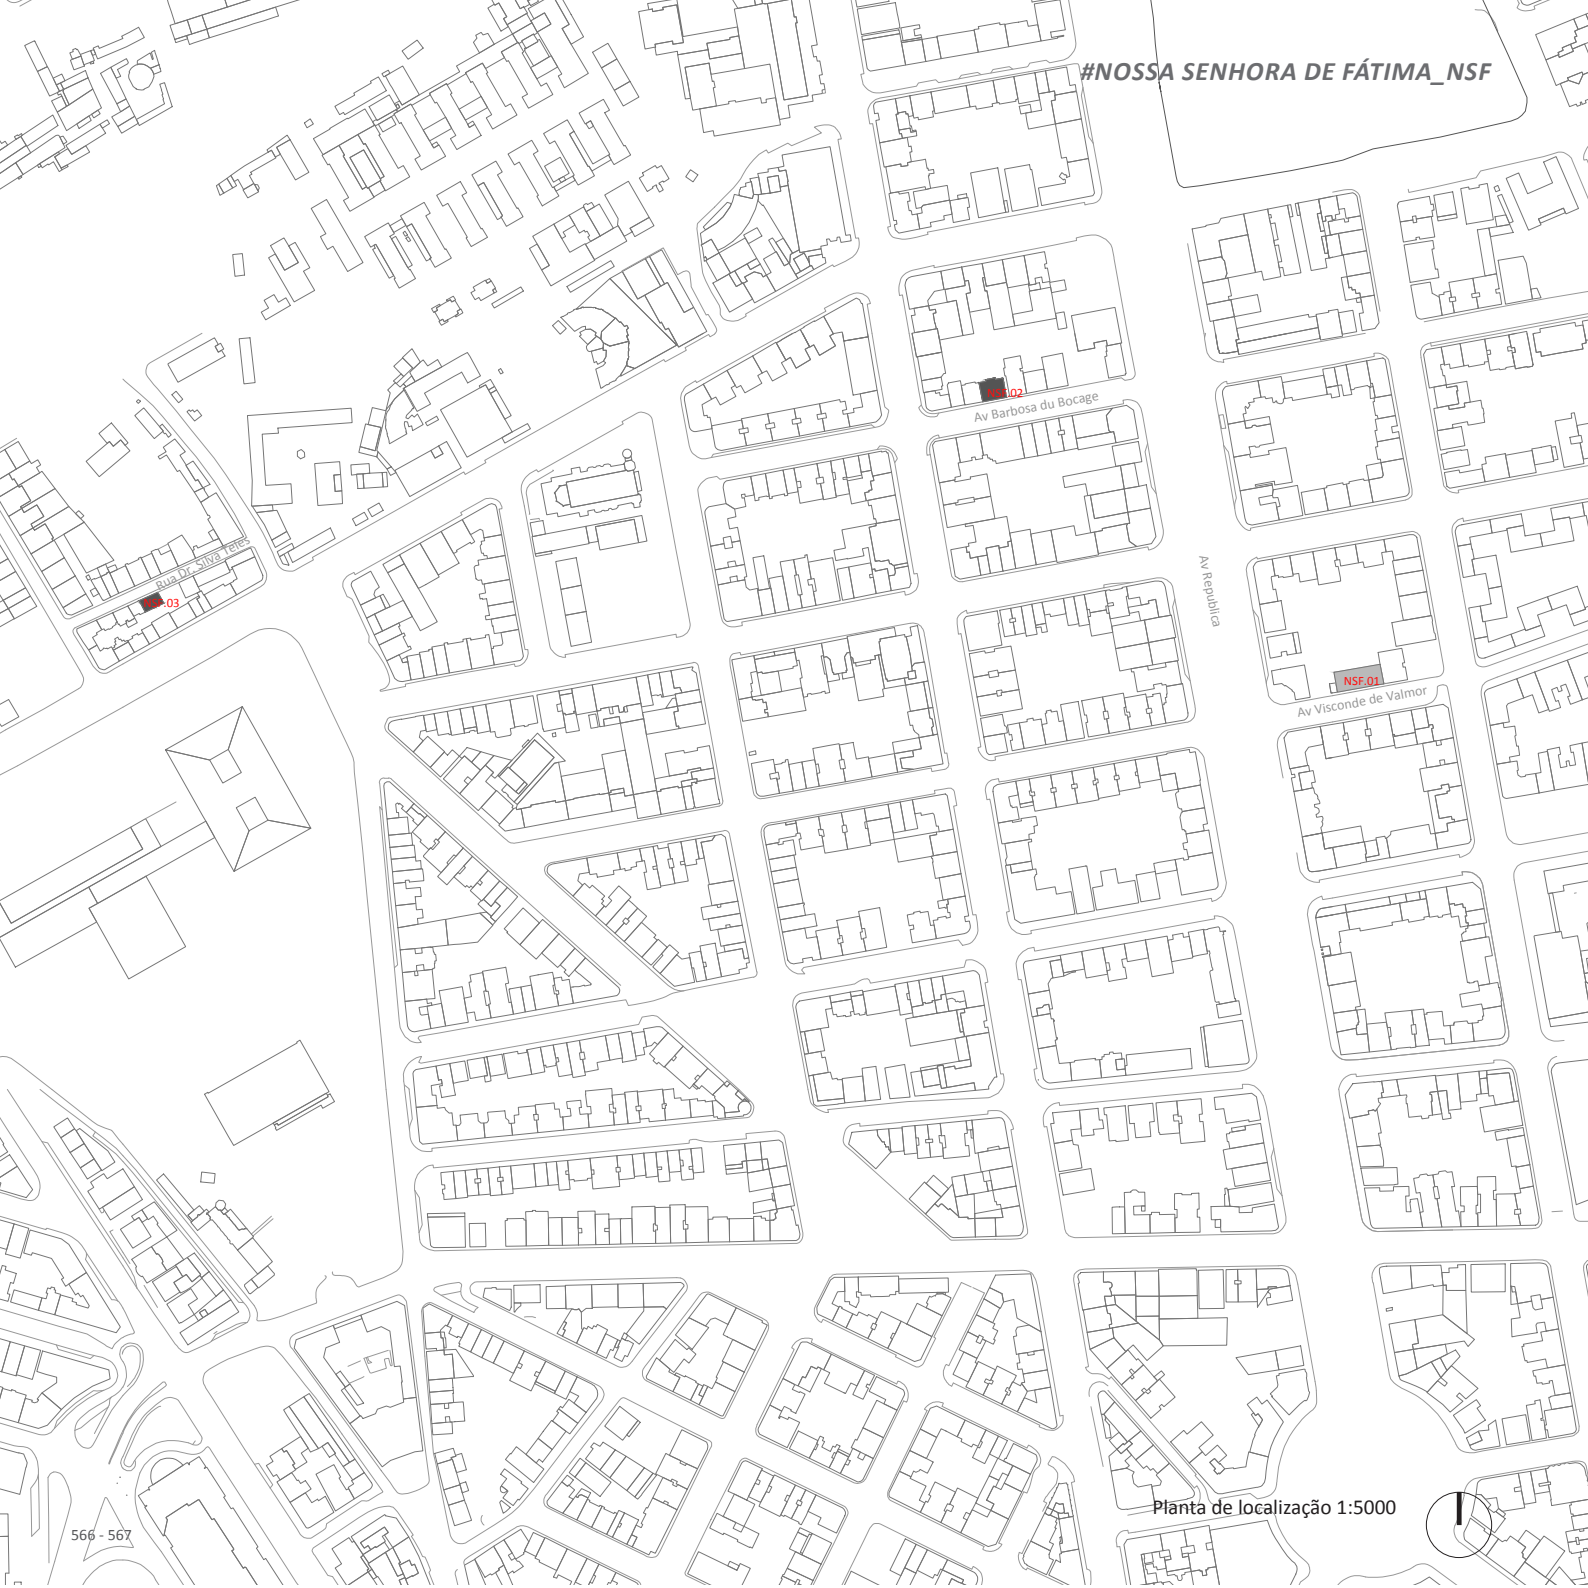 #NOSSA SENHORA DE FÁTIMA_NSF
NSF.02
Av Barbosa du Bocage
Rua Dr. Silva Teles
NSF.03
Av Republica
NSF.01
Av Visconde de Valmor
Planta de localização 1:5000
566 - 567